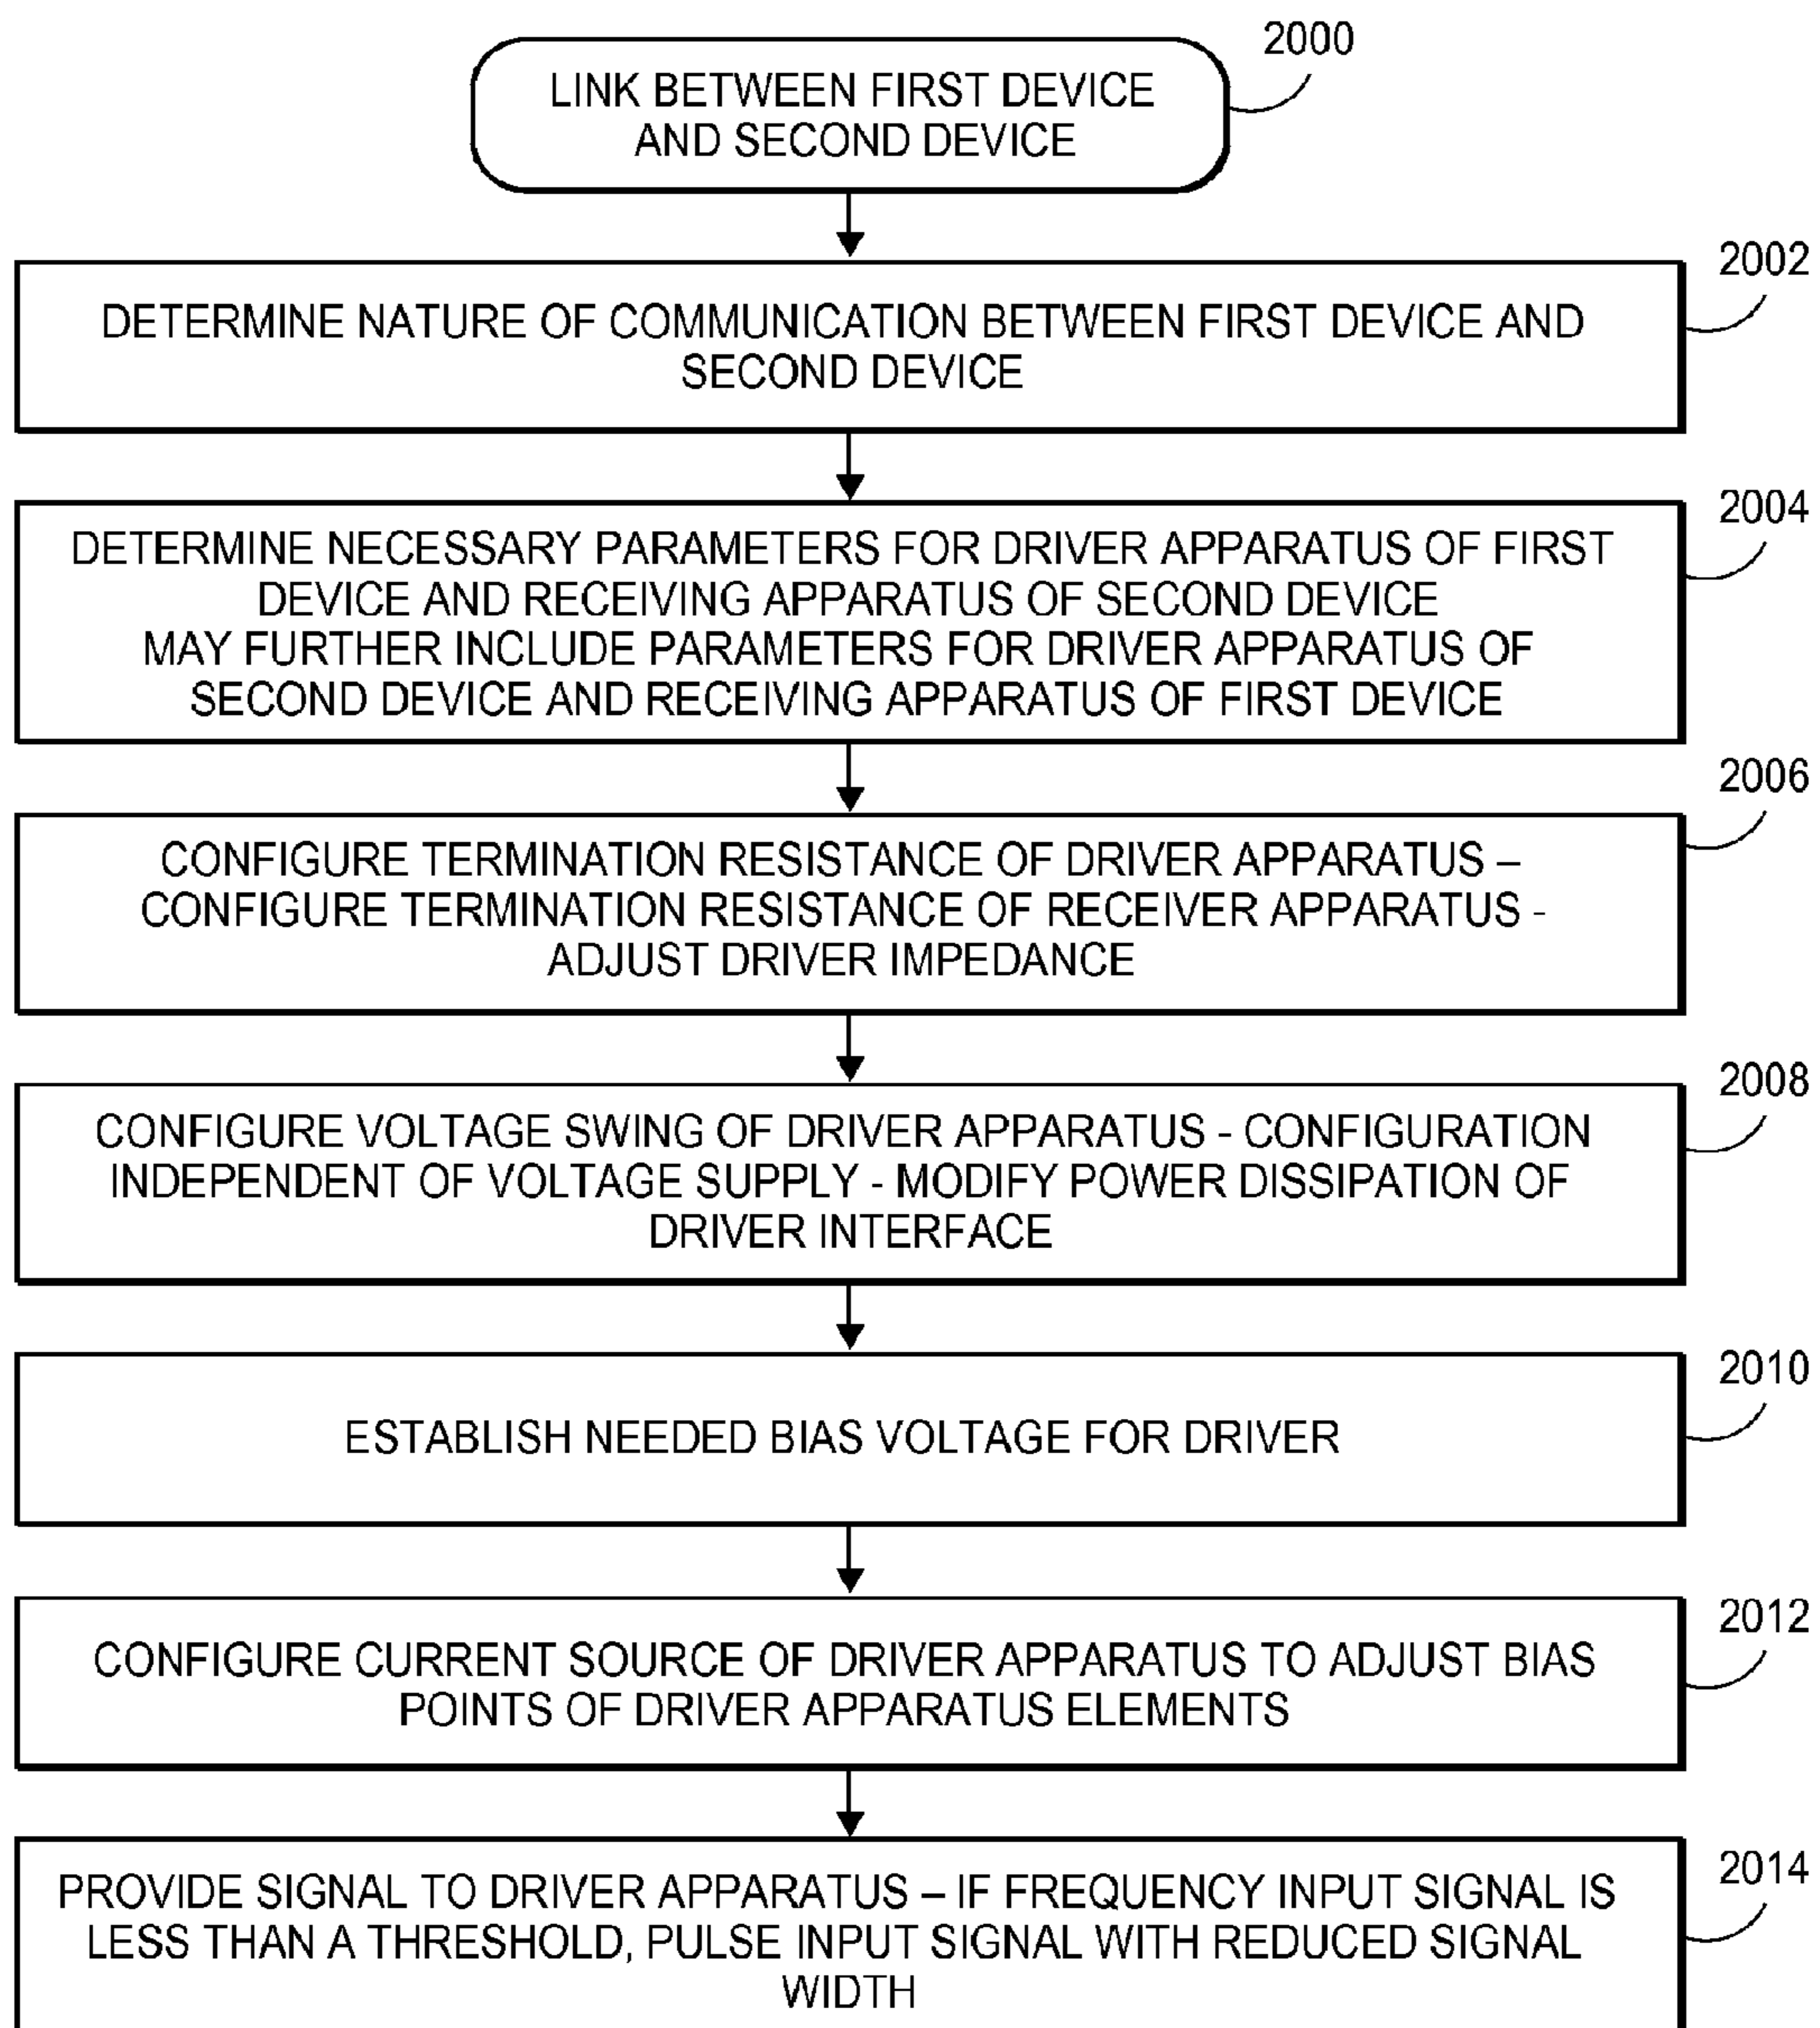 2000
LINK BETWEEN FIRST DEVICE
AND SECOND DEVICE
2002
DETERMINE NATURE OF COMMUNICATION BETWEEN FIRST DEVICE AND
SECOND DEVICE
2004
DETERMINE NECESSARY PARAMETERS FOR DRIVER APPARATUS OF FIRST
DEVICE AND RECEIVING APPARATUS OF SECOND DEVICE
MAY FURTHER INCLUDE PARAMETERS FOR DRIVER APPARATUS OF
SECOND DEVICE AND RECEIVING APPARATUS OF FIRST DEVICE
2006
CONFIGURE TERMINATION RESISTANCE OF DRIVER APPARATUS –
CONFIGURE TERMINATION RESISTANCE OF RECEIVER APPARATUS -
ADJUST DRIVER IMPEDANCE
2008
CONFIGURE VOLTAGE SWING OF DRIVER APPARATUS - CONFIGURATION
INDEPENDENT OF VOLTAGE SUPPLY - MODIFY POWER DISSIPATION OF
DRIVER INTERFACE
2010
ESTABLISH NEEDED BIAS VOLTAGE FOR DRIVER
2012
CONFIGURE CURRENT SOURCE OF DRIVER APPARATUS TO ADJUST BIAS
POINTS OF DRIVER APPARATUS ELEMENTS
2014
PROVIDE SIGNAL TO DRIVER APPARATUS – IF FREQUENCY INPUT SIGNAL IS
LESS THAN A THRESHOLD, PULSE INPUT SIGNAL WITH REDUCED SIGNAL
WIDTH